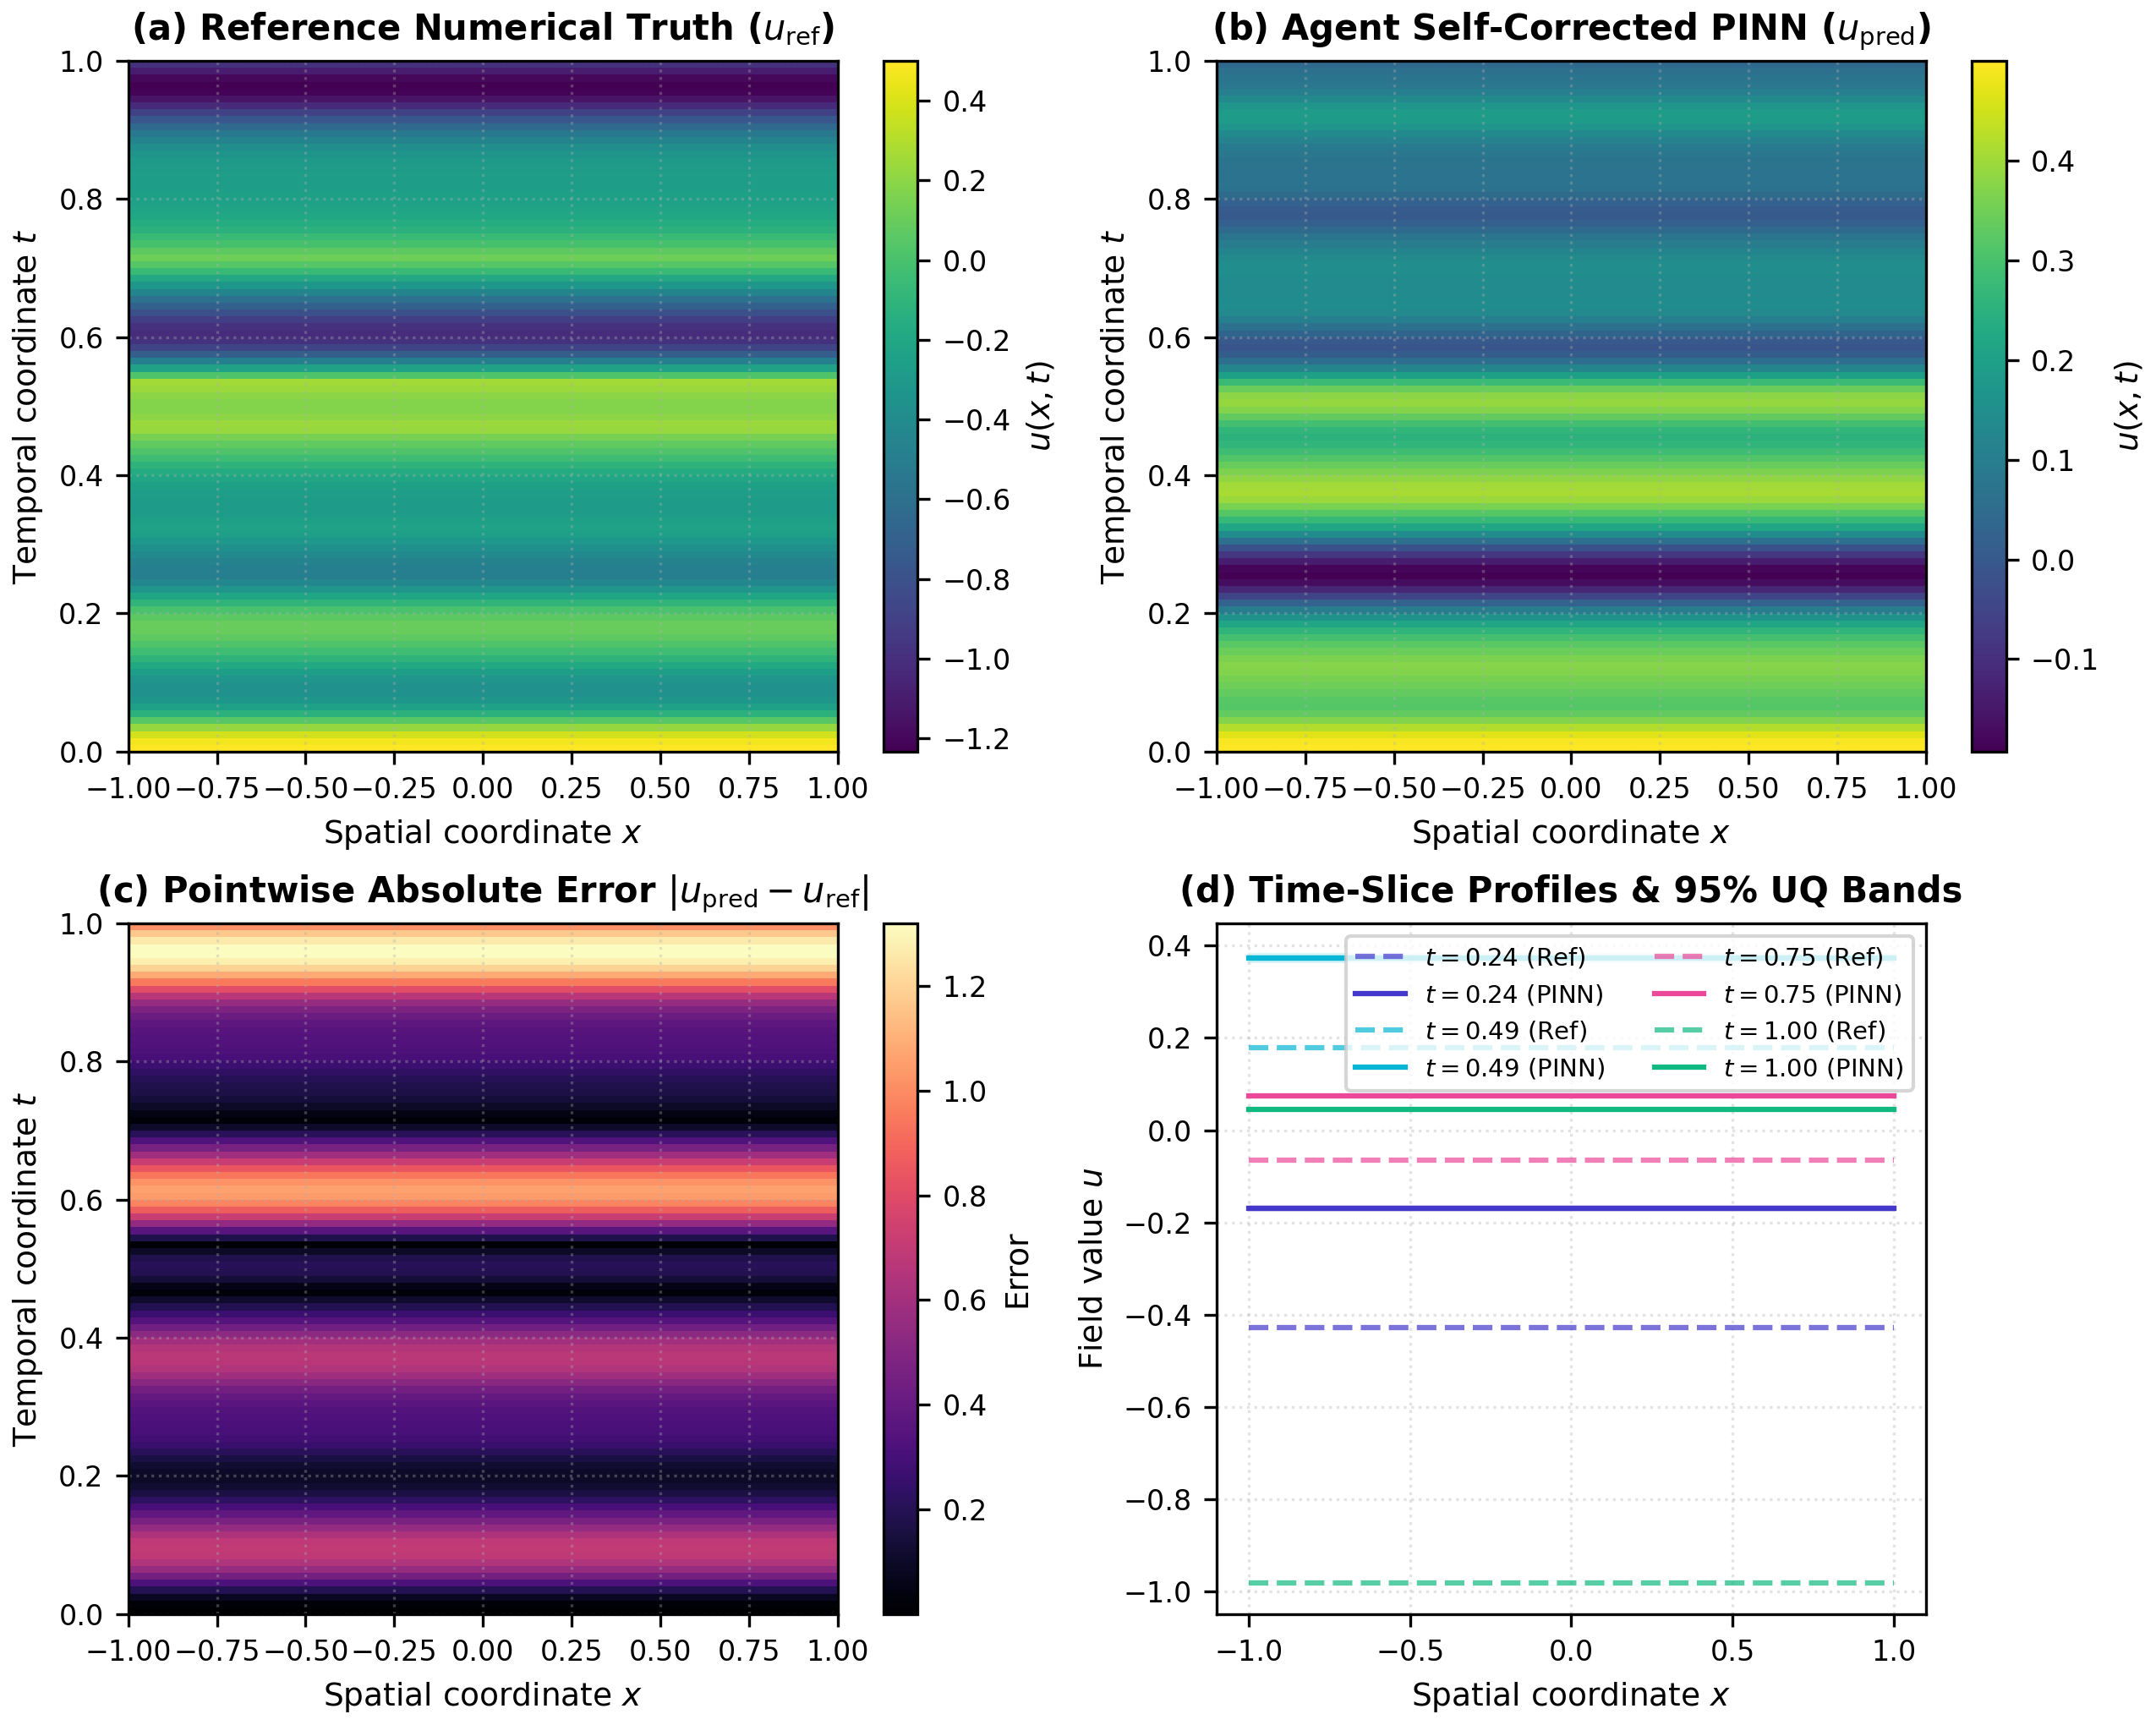 (a) Reference Numerical Truth (u_ref)
1.0
0.8
0.6
0.4
0.2
0.0
Temporal coordinate t
−1.00 −0.75 −0.50 −0.25 0.00 0.25 0.50 0.75 1.00
Spatial coordinate x
0.4
0.2
0.0
−0.2
−0.4
−0.6
−0.8
−1.0
−1.2
u(x, t)
(b) Agent Self-Corrected PINN (u_pred)
1.0
0.8
0.6
0.4
0.2
0.0
Temporal coordinate t
−1.00 −0.75 −0.50 −0.25 0.00 0.25 0.50 0.75 1.00
Spatial coordinate x
0.4
0.3
0.2
0.1
0.0
−0.1
u(x, t)
(c) Pointwise Absolute Error |u_pred − u_ref|
1.0
0.8
0.6
0.4
0.2
0.0
Temporal coordinate t
−1.00 −0.75 −0.50 −0.25 0.00 0.25 0.50 0.75 1.00
Spatial coordinate x
1.2
1.0
0.8
0.6
0.4
0.2
Error
(d) Time-Slice Profiles & 95% UQ Bands
t = 0.24 (Ref)
t = 0.24 (PINN)
t = 0.49 (Ref)
t = 0.49 (PINN)
t = 0.75 (Ref)
t = 0.75 (PINN)
t = 1.00 (Ref)
t = 1.00 (PINN)
0.4
0.2
0.0
−0.2
−0.4
−0.6
−0.8
−1.0
Field value u
−1.0 −0.5 0.0 0.5 1.0
Spatial coordinate x